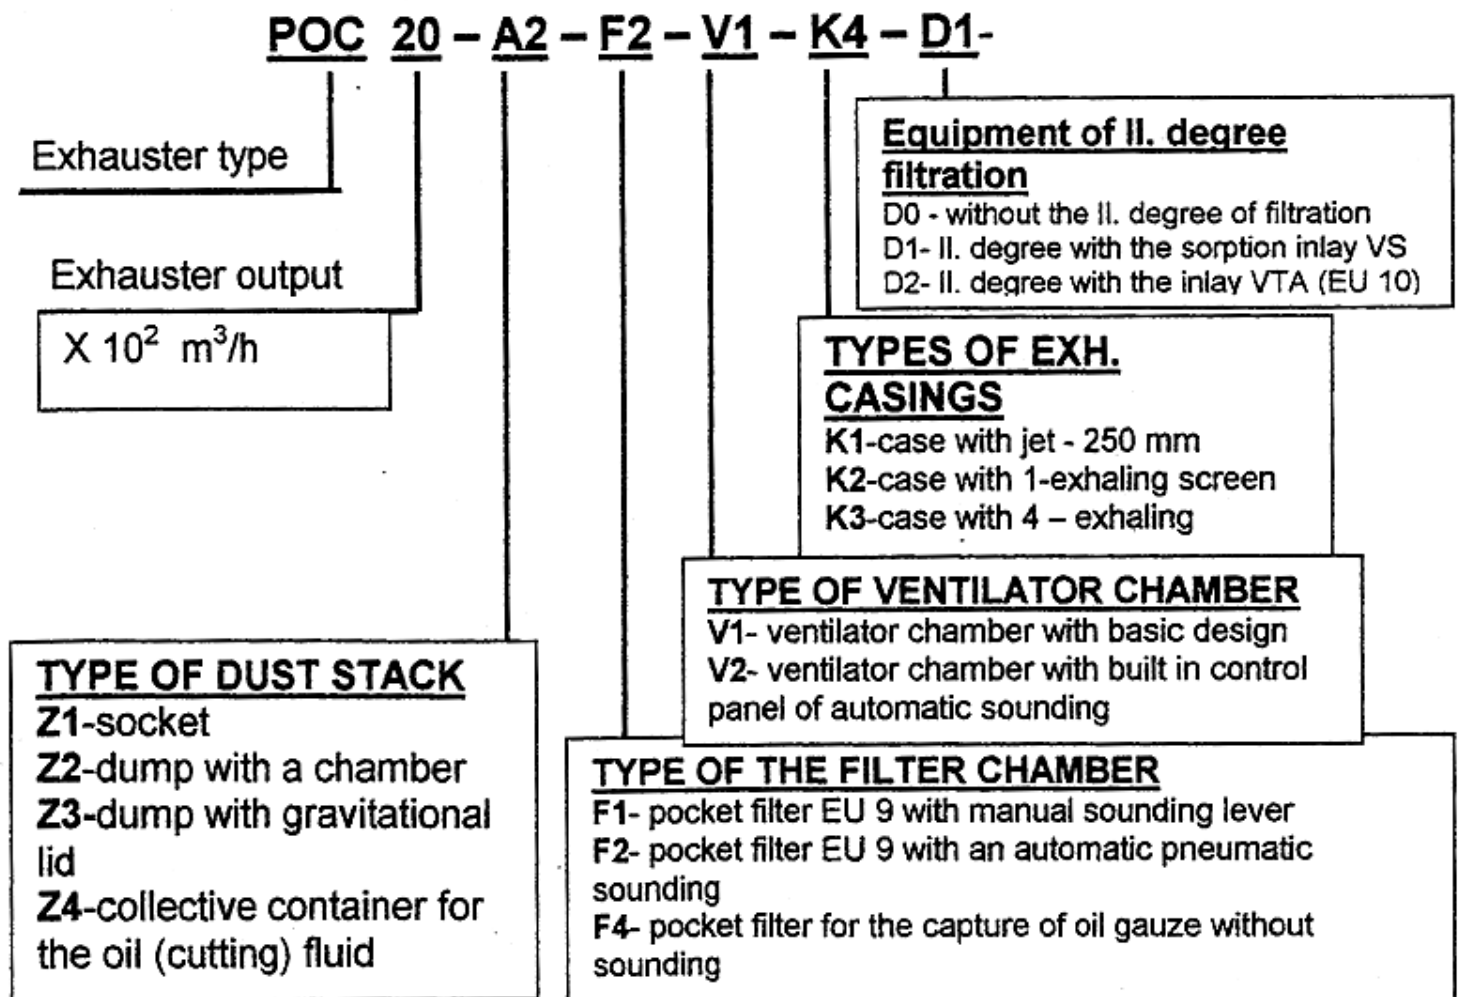 POC 20 – A2 – F2 – V1 – K4 – D1-
Exhauster type
Exhauster output
X 10² m³/h
Equipment of II. degree
filtration
D0 - without the II. degree of filtration
D1- II. degree with the sorption inlay VS
D2- II. degree with the inlay VTA (EU 10)
TYPES OF EXH.
CASINGS
K1-case with jet - 250 mm
K2-case with 1-exhaling screen
K3-case with 4 – exhaling
TYPE OF VENTILATOR CHAMBER
V1- ventilator chamber with basic design
V2- ventilator chamber with built in control
panel of automatic sounding
TYPE OF DUST STACK
Z1-socket
Z2-dump with a chamber
Z3-dump with gravitational
lid
Z4-collective container for
the oil (cutting) fluid
TYPE OF THE FILTER CHAMBER
F1- pocket filter EU 9 with manual sounding lever
F2- pocket filter EU 9 with an automatic pneumatic
sounding
F4- pocket filter for the capture of oil gauze without
sounding